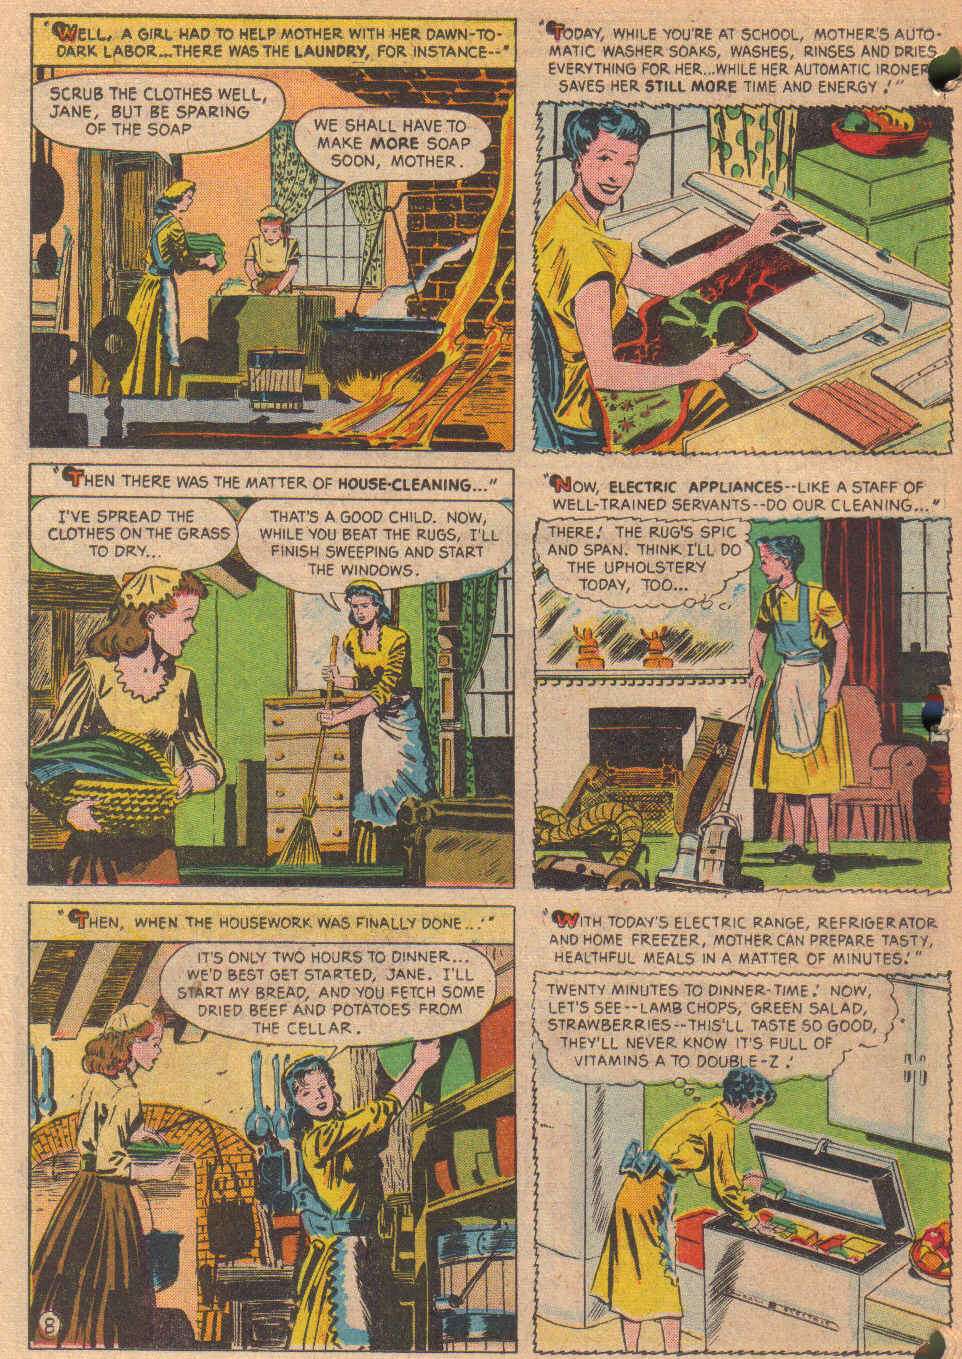 "WELL, A GIRL HAD TO HELP MOTHER WITH HER DAWN-TO-
DARK LABOR...THERE WAS THE LAUNDRY, FOR INSTANCE--"
SCRUB THE CLOTHES WELL,
JANE, BUT BE SPARING
OF THE SOAP
WE SHALL HAVE TO
MAKE MORE SOAP
SOON, MOTHER.
"TODAY, WHILE YOU'RE AT SCHOOL, MOTHER'S AUTO-
MATIC WASHER SOAKS, WASHES, RINSES AND DRIES
EVERYTHING FOR HER...WHILE HER AUTOMATIC IRONER
SAVES HER STILL MORE TIME AND ENERGY!"
"THEN THERE WAS THE MATTER OF HOUSE-CLEANING..."
I'VE SPREAD THE
CLOTHES ON THE GRASS
TO DRY...
THAT'S A GOOD CHILD. NOW,
WHILE YOU BEAT THE RUGS, I'LL
FINISH SWEEPING AND START
THE WINDOWS.
"NOW, ELECTRIC APPLIANCES--LIKE A STAFF OF
WELL-TRAINED SERVANTS--DO OUR CLEANING..."
THERE! THE RUG'S SPIC
AND SPAN. THINK I'LL DO
THE UPHOLSTERY
TODAY, TOO...
"THEN, WHEN THE HOUSEWORK WAS FINALLY DONE...!"
IT'S ONLY TWO HOURS TO DINNER...
WE'D BEST GET STARTED, JANE. I'LL
START MY BREAD, AND YOU FETCH SOME
DRIED BEEF AND POTATOES FROM
THE CELLAR.
8
"WITH TODAY'S ELECTRIC RANGE, REFRIGERATOR
AND HOME FREEZER, MOTHER CAN PREPARE TASTY,
HEALTHFUL MEALS IN A MATTER OF MINUTES!"
TWENTY MINUTES TO DINNER-TIME! NOW,
LET'S SEE--LAMB CHOPS, GREEN SALAD,
STRAWBERRIES--THIS'LL TASTE SO GOOD,
THEY'LL NEVER KNOW IT'S FULL OF
VITAMINS A TO DOUBLE-Z!
ELECTRIC